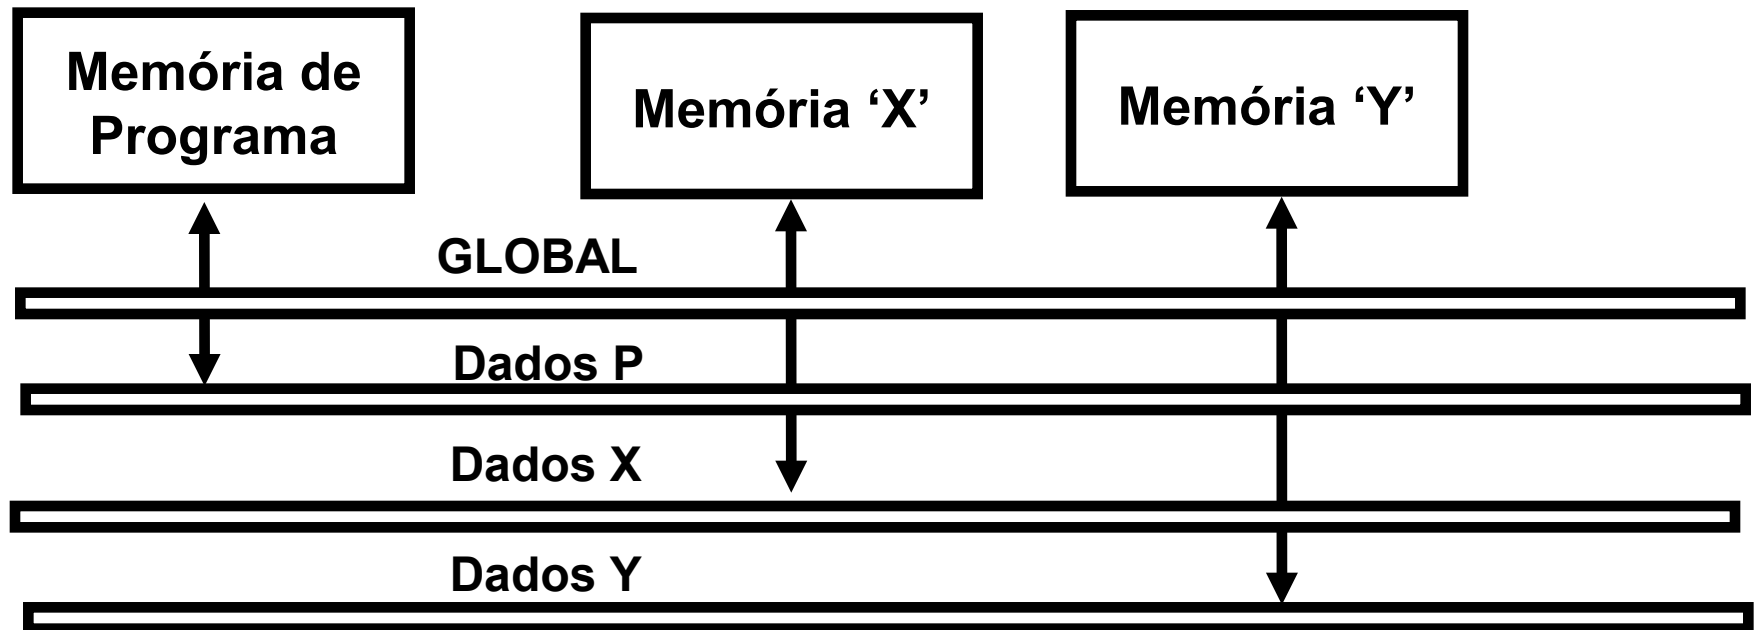 Memória de
Programa
Memória ‘X’
Memória ‘Y’
GLOBAL
Dados P
Dados X
Dados Y